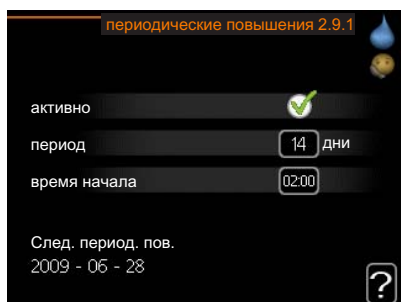 периодические повышения 2.9.1
активно
период 14 дни
время начала 02:00
След. период. пов.
2009 - 06 - 28
?